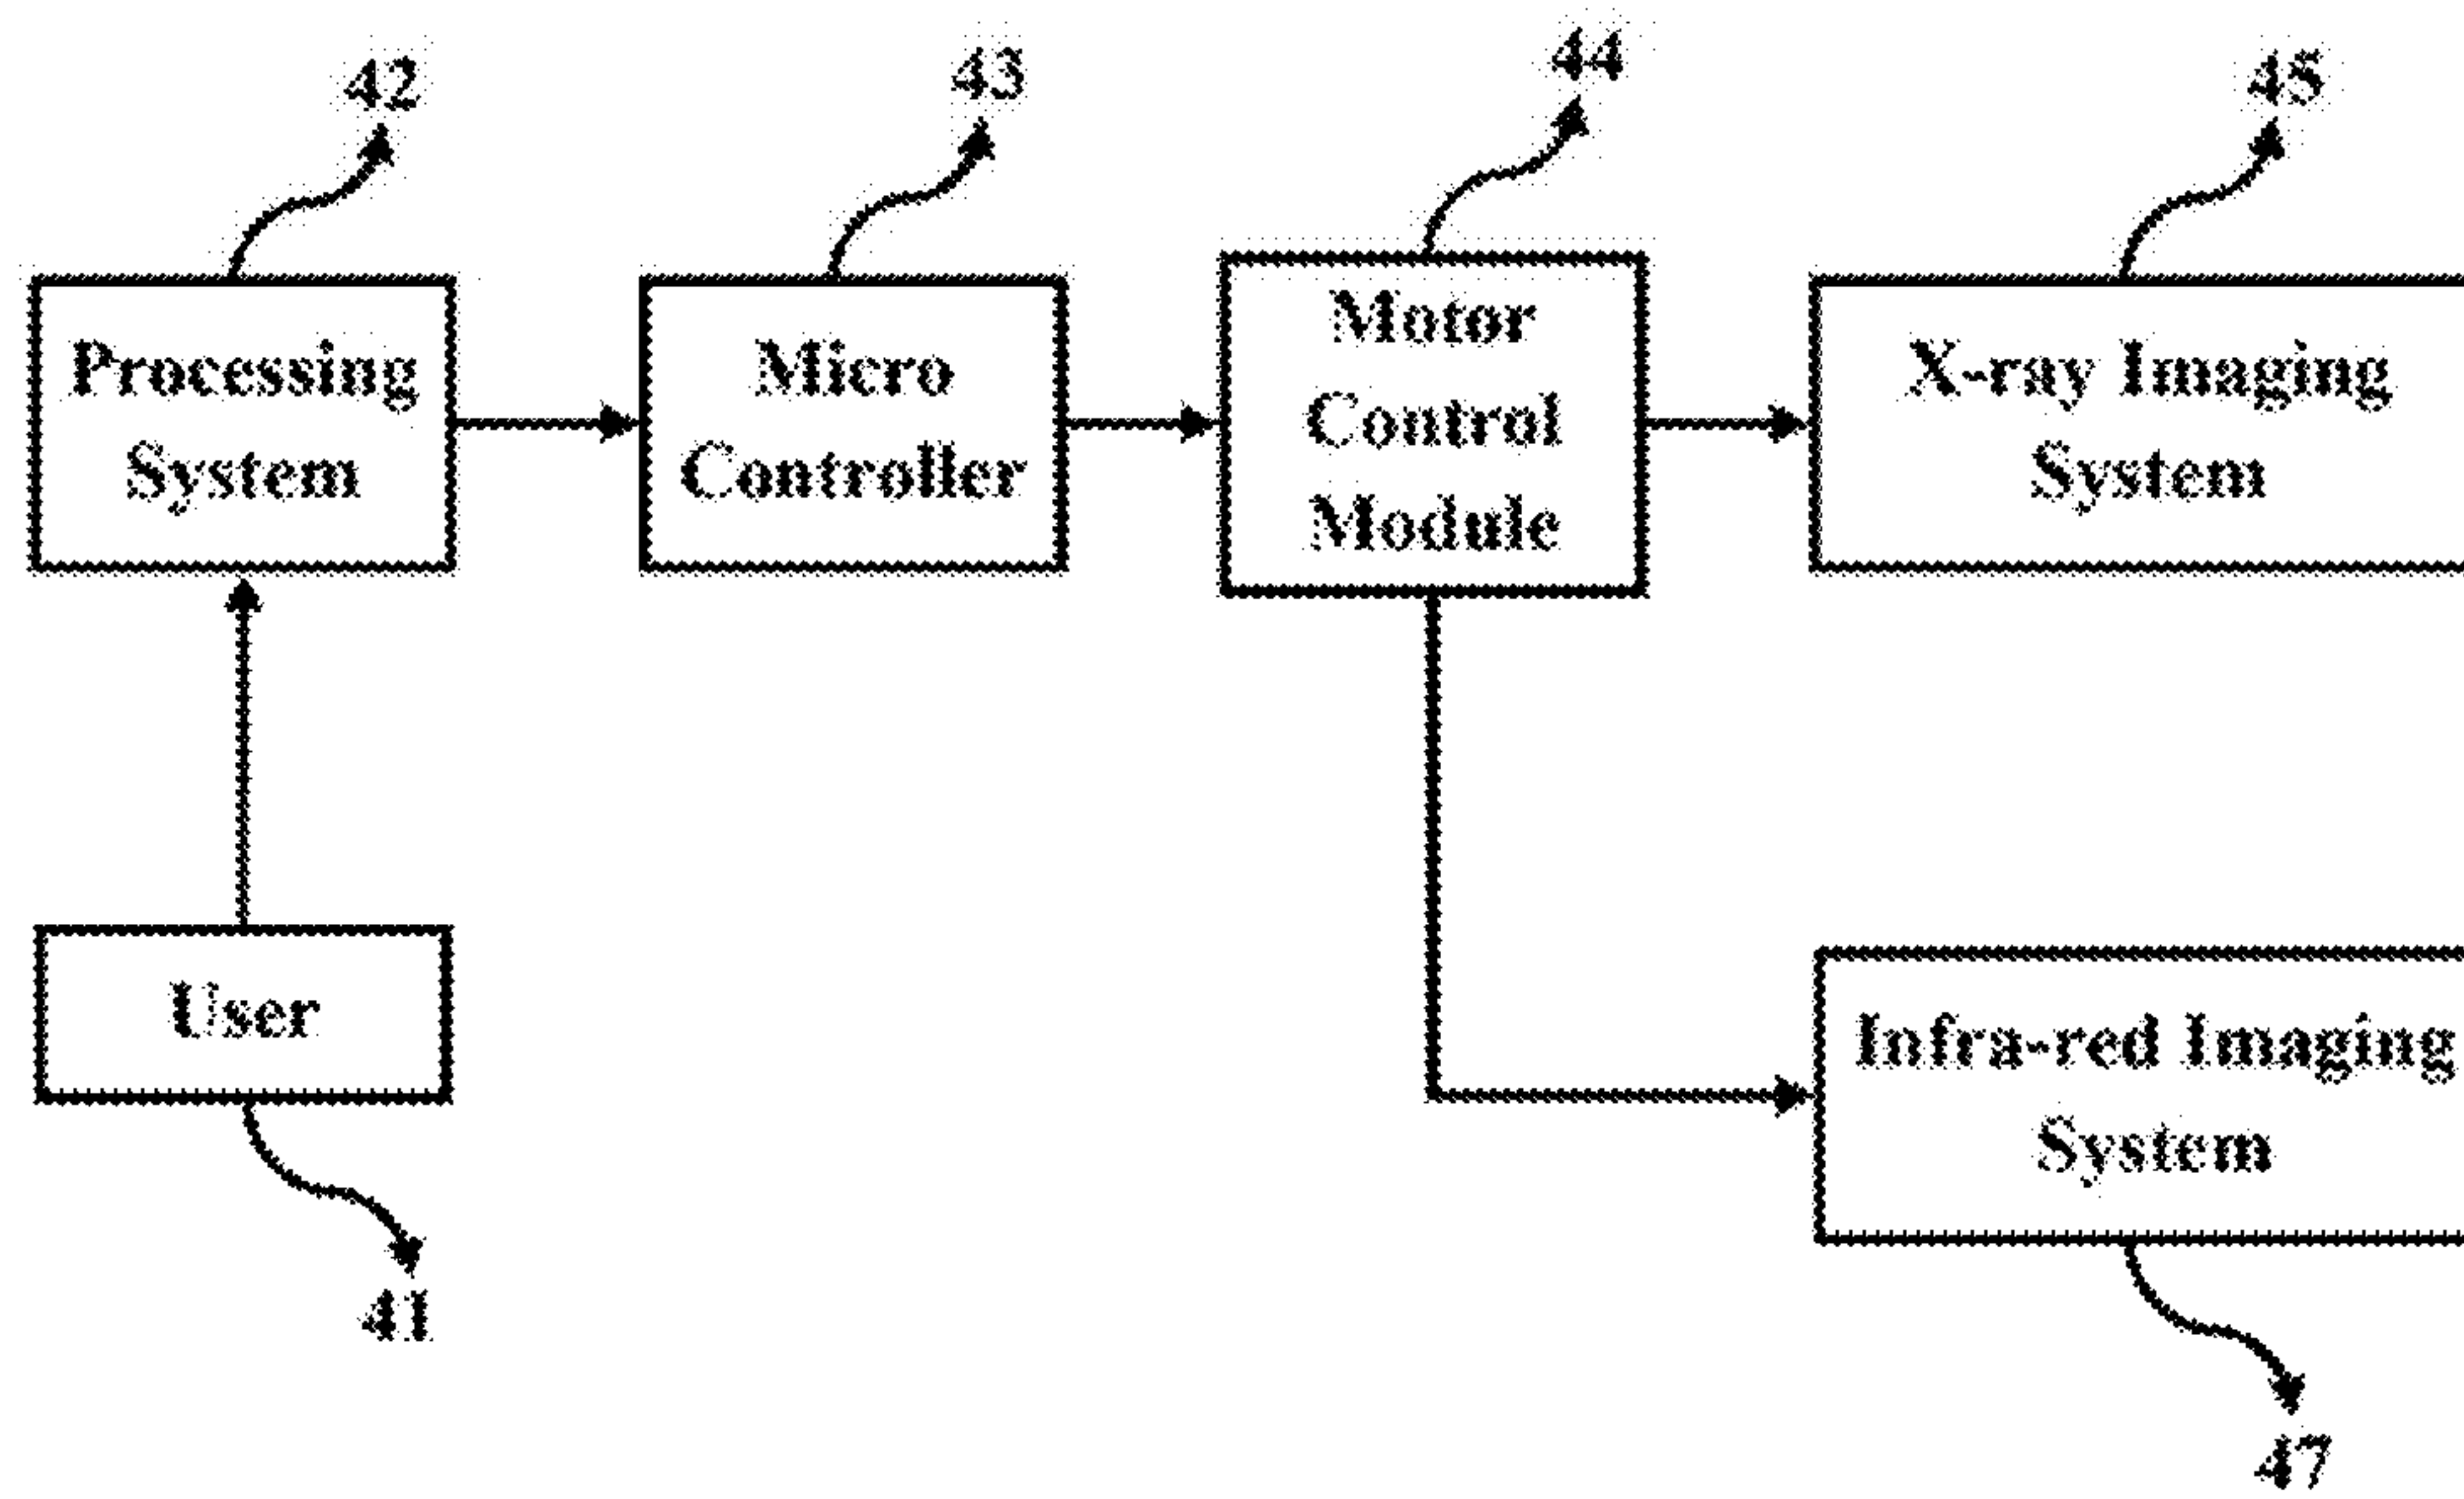 42
43
44
45
Processing
System
Micro
Controller
Motor
Control
Module
X-ray Imaging
System
User
41
Infra-red Imaging
System
47